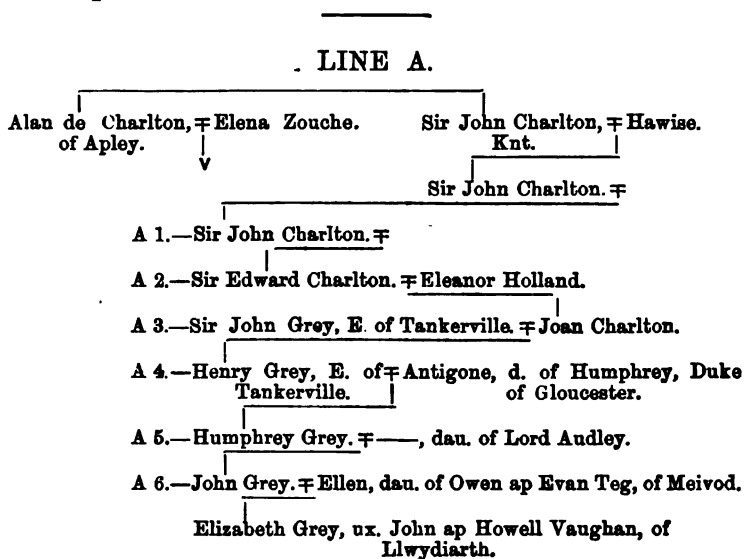 LINE A.
Alan de Charlton, Elena Zouche. Sir John Charlton, Hawise.
of Apley. Knt.
Sir John Charlton.
A 1.—Sir John Charlton.
A 2.—Sir Edward Charlton. Eleanor Holland.
A 3.—Sir John Grey, E. of Tankerville. Joan Charlton.
A 4.—Henry Grey, E. of Antigone, d. of Humphrey, Duke
Tankerville. of Gloucester.
A 5.—Humphrey Grey. ——, dau. of Lord Audley.
A 6.—John Grey. Ellen, dau. of Owen ap Evan Teg, of Meivod.
Elizabeth Grey, ux. John ap Howell Vaughan, of
Llwydiarth.